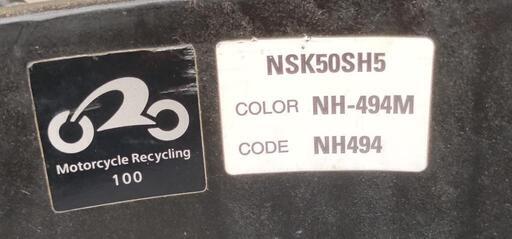 Motorcycle Recycling
100
NSK50SH5
COLOR NH-494M
CODE NH494